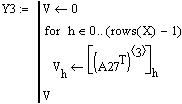 Y3 := V ← 0
for h ∈ 0..(rows(X) − 1)
V_h ← [(A27^T)^⟨3⟩]_h
V